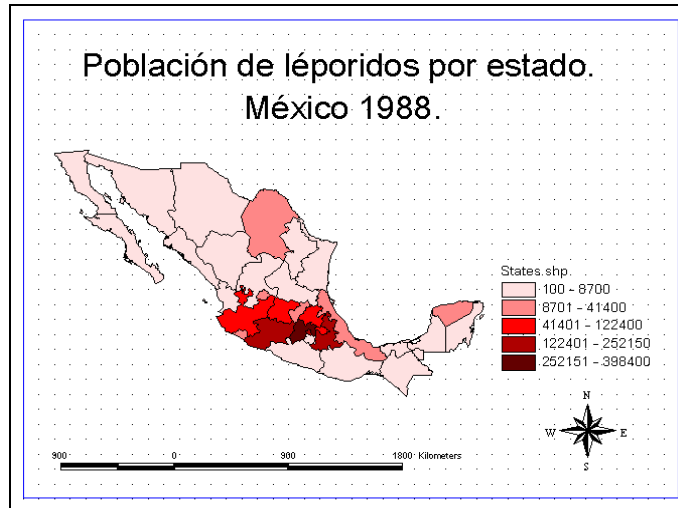 Población de léporidos por estado.
México 1988.
States.shp.
100 - 8700
8701 - 41400
41401 - 122400
122401 - 252150
252151 - 398400
N
W E
S
900 0 900 1800 Kilometers